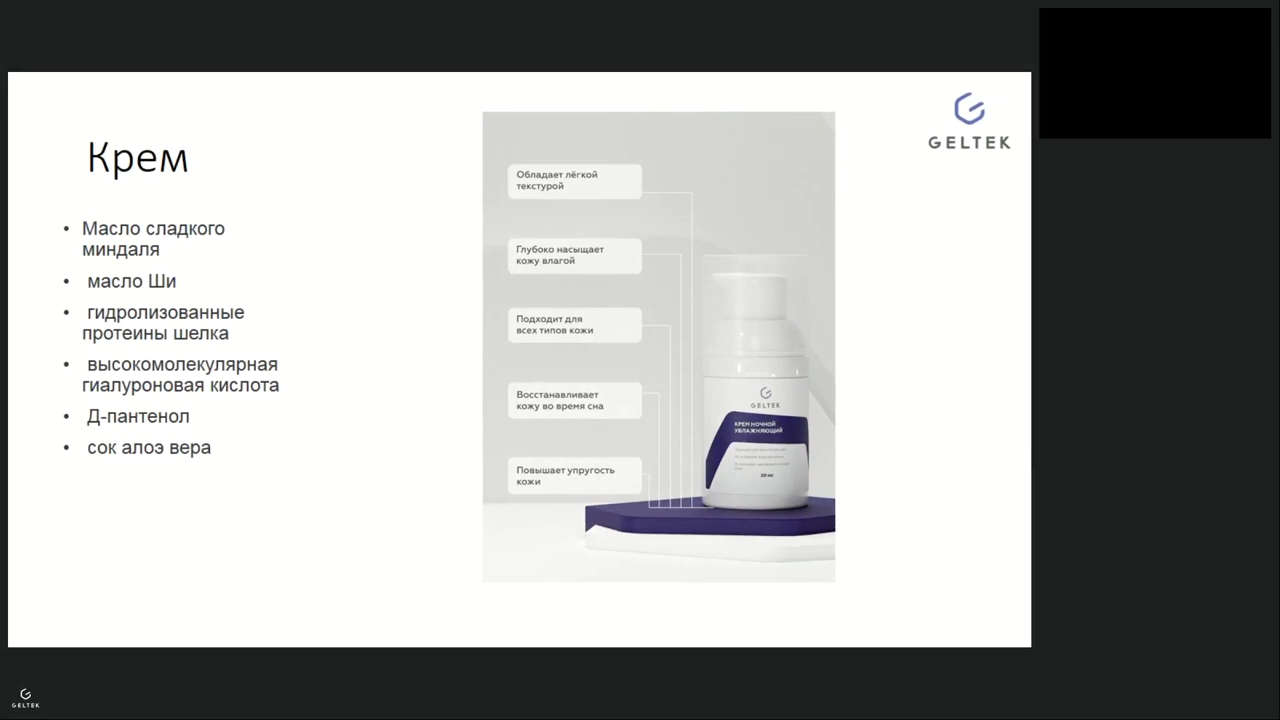 Крем
• Масло сладкого
миндаля
• масло Ши
• гидролизованные
протеины шелка
• высокомолекулярная
гиалуроновая кислота
• Д-пантенол
• сок алоэ вера
Обладает лёгкой
текстурой
Глубоко насыщает
кожу влагой
Подходит для
всех типов кожи
Восстанавливает
кожу во время сна
Повышает упругость
кожи
GELTEK
КРЕМ НОЧНОЙ
УВЛАЖНЯЮЩИЙ
30 ml
GELTEK
GELTEK